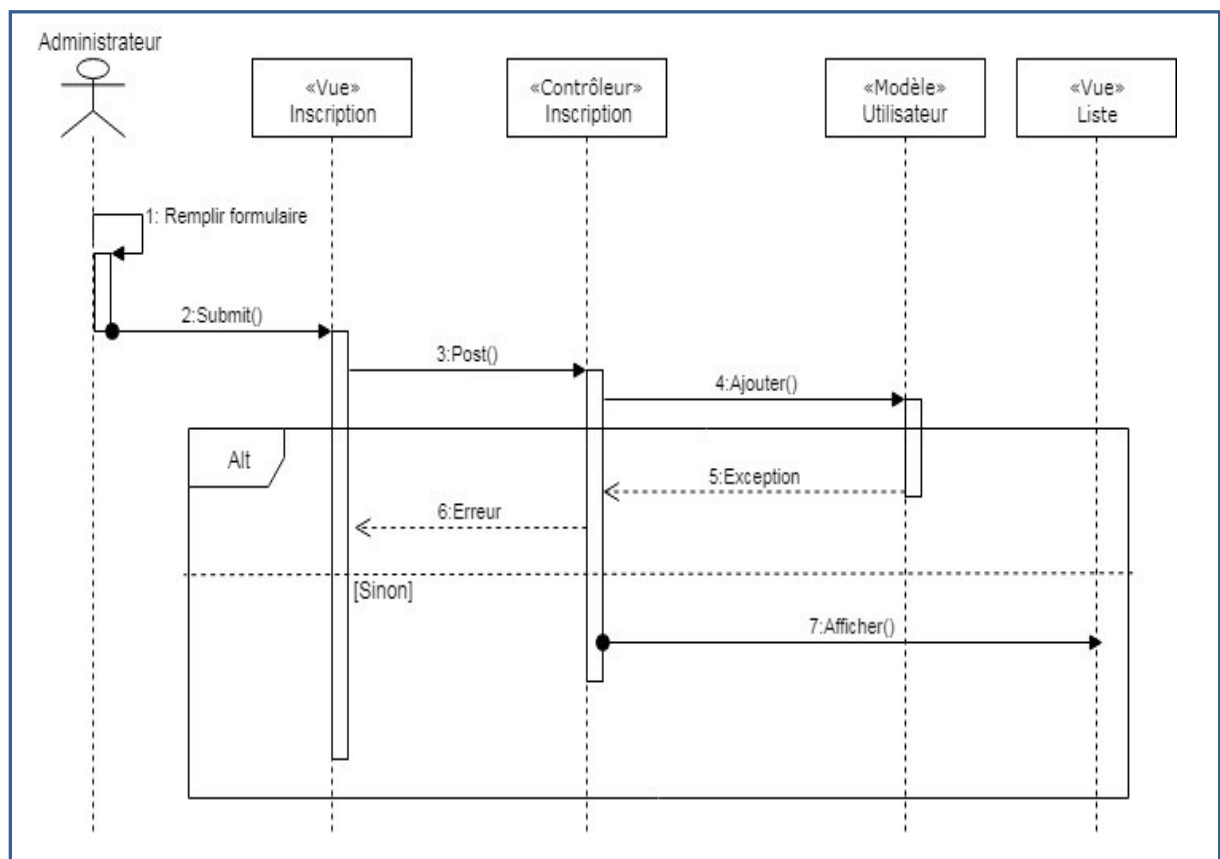 Administrateur
«Vue»
Inscription
«Contrôleur»
Inscription
«Modèle»
Utilisateur
«Vue»
Liste
1: Remplir formulaire
2:Submit()
3:Post()
4:Ajouter()
Alt
5:Exception
6:Erreur
[Sinon]
7:Afficher()